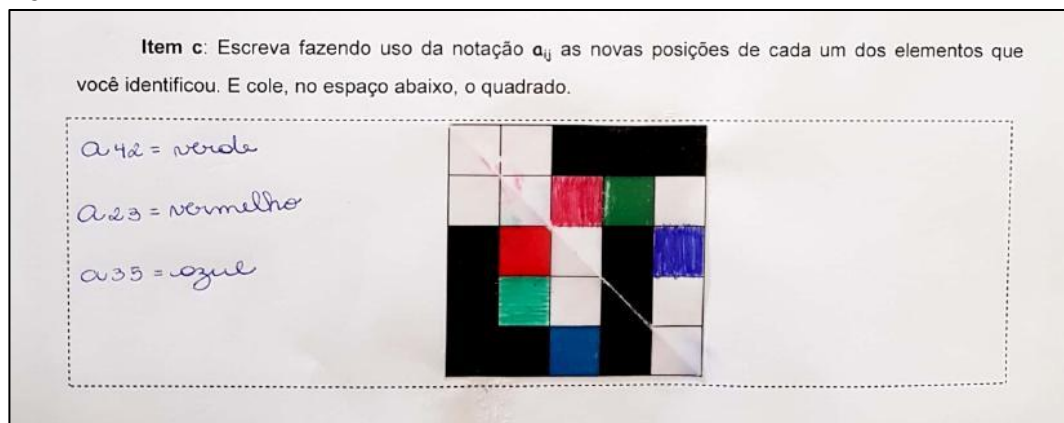 Item c: Escreva fazendo uso da notação aij as novas posições de cada um dos elementos que
você identificou. E cole, no espaço abaixo, o quadrado.
a42 = verde
a23 = vermelho
a35 = azul